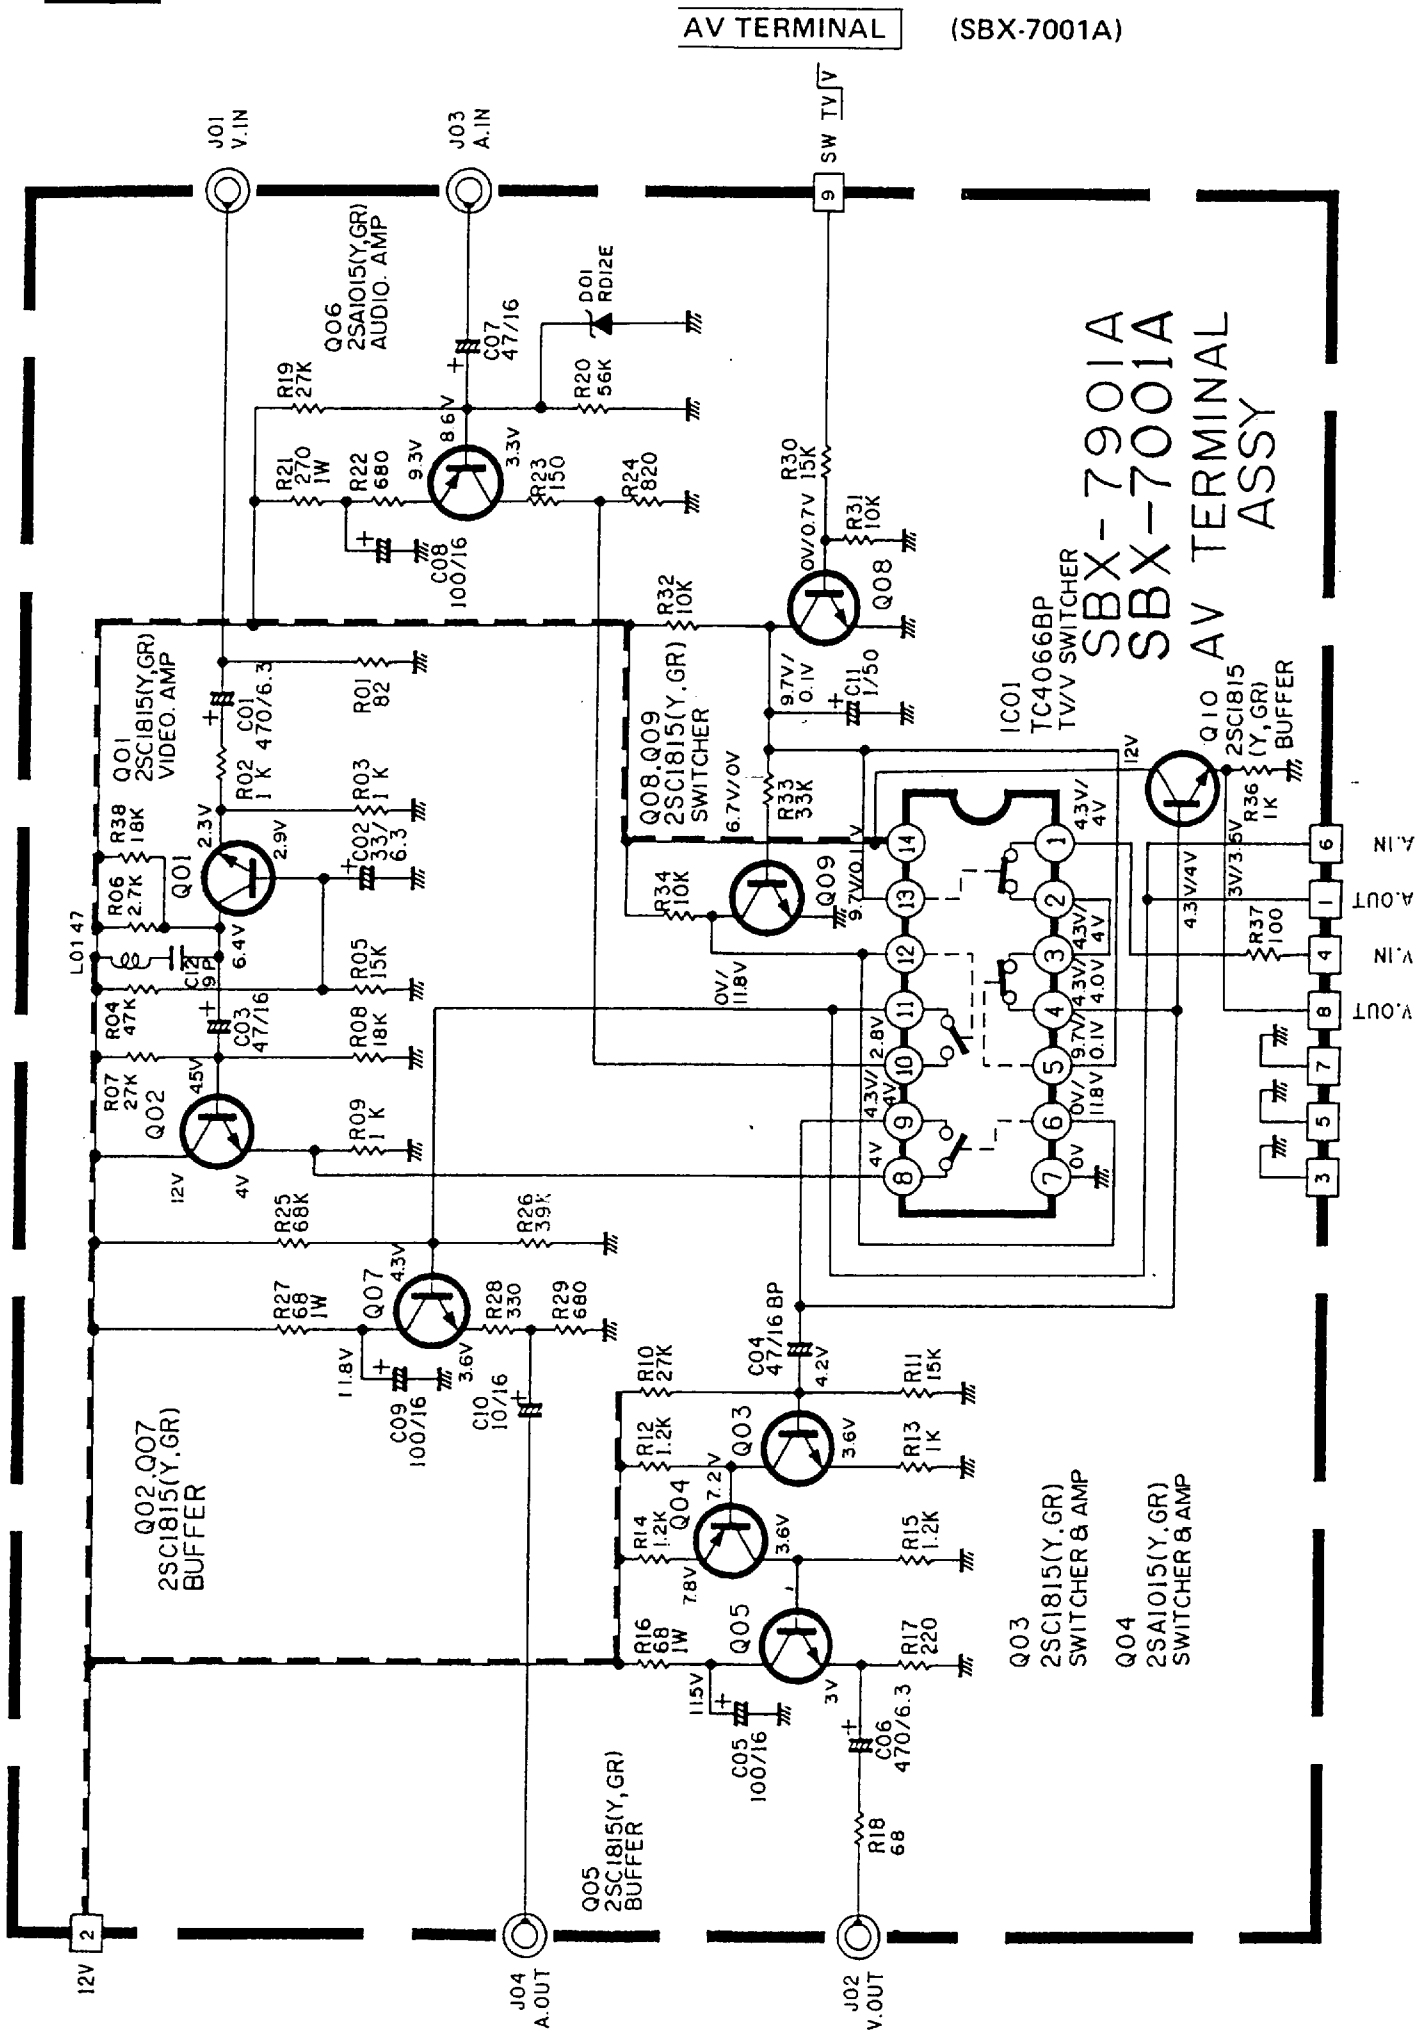 AV TERMINAL
(SBX-7001A)
J01
V.IN
J03
A.IN
SW TV/V
9
Q06
2SA1015(Y,GR)
AUDIO. AMP
D01
RD12E
C07
47/16
+
R19
27K
R20
56K
8.6V
9.3V
3.3V
R21
270
1W
R22
680
R23
150
R24
820
C08
100/16
+
R30
15K
R31
10K
0V/0.7V
Q08
R32
10K
9.7V/
0.1V
C11
1/50
+
Q08.Q09
2SC1815(Y,GR)
SWITCHER
6.7V/0V
R33
33K
R34
10K
Q09
9.7V/0.1V
0V/
11.8V
Q01
2SC1815(Y,GR)
VIDEO. AMP
C01
470/6.3
+
R01
82
R02
1K
R03
1K
2.3V
2.9V
C02
33/
6.3
+
R38
18K
R06
2.7K
Q01
L01 47
C12
9P
6.4V
R04
47K
R05
15K
C03
47/16
+
R07
27K
R08
18K
4.5V
Q02
R09
1K
12V
4V
R25
68K
R26
39K
4.3V
Q07
R27
68
1W
R28
330
R29
680
11.8V
3.6V
C09
100/16
+
C10
10/16
+
Q02.Q07
2SC1815(Y.GR)
BUFFER
IC01
TC4066BP
TV/V SWITCHER
SBX-7901A
SBX-7001A
AV TERMINAL
ASSY
Q10
2SC1815
(Y,GR)
BUFFER
12V
R36
1K
3V/3.6V
4.3V/4V
R37
100
14
13
12
11
10
9
8
1
2
3
4
5
6
7
4.3V/
4V
4.3V/
4V
4.3V/
4.0V
9.7V/
0.1V
0V/
11.8V
0V
2.8V
4.3V/
4V
4V
6
A.IN
1
A.OUT
4
V.IN
8
V.OUT
7
5
3
C04
47/16 BP
4.2V
R10
27K
R11
15K
R12
1.2K
Q03
R13
1K
3.6V
7.2V
R14
1.2K
Q04
R15
1.2K
3.6V
7.8V
R16
68
1W
Q05
R17
220
11.5V
3V
C05
100/16
+
C06
470/6.3
+
R18
68
Q03
2SC1815(Y.GR)
SWITCHER & AMP
Q04
2SA1015(Y.GR)
SWITCHER & AMP
Q05
2SC1815(Y,GR)
BUFFER
2
12V
J04
A.OUT
J02
V.OUT